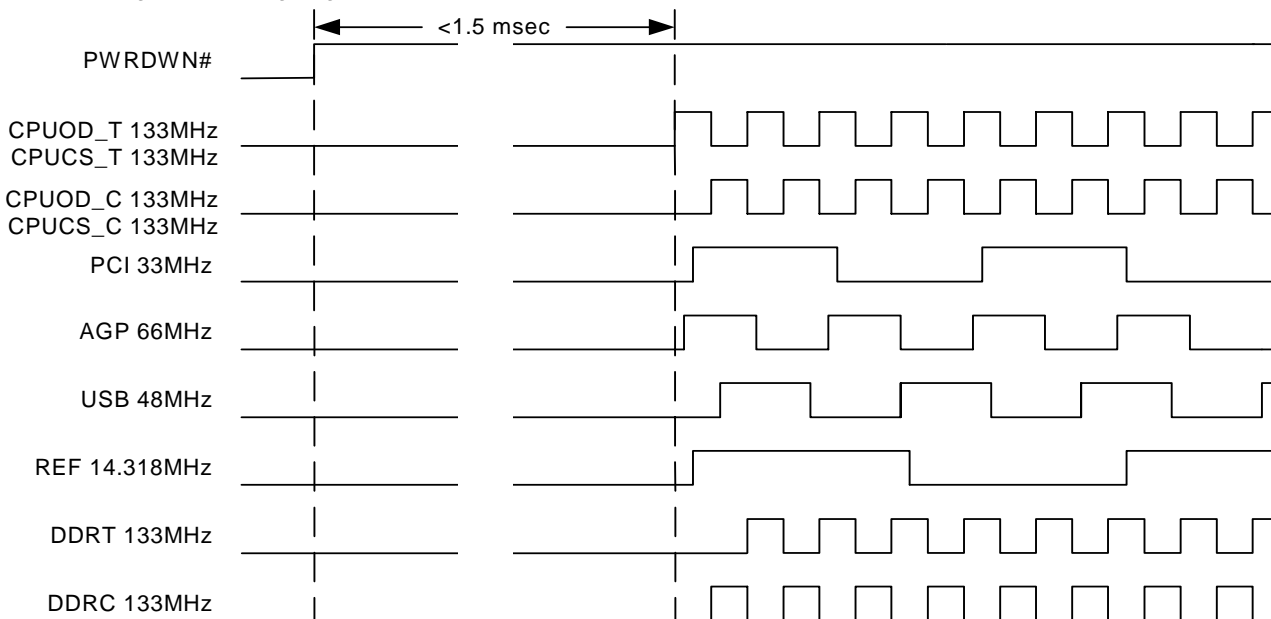 <1.5 msec
PWRDWN#
CPUOD_T 133MHz
CPUCS_T 133MHz
CPUOD_C 133MHz
CPUCS_C 133MHz
PCI 33MHz
AGP 66MHz
USB 48MHz
REF 14.318MHz
DDRT 133MHz
DDRC 133MHz